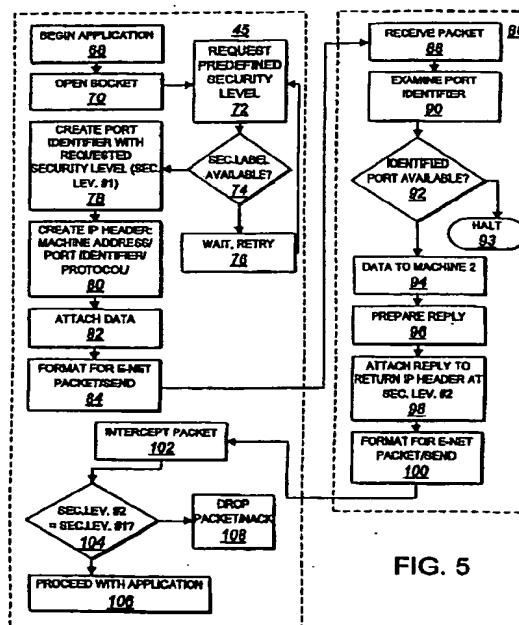 45
BEGIN APPLICATION
68
OPEN SOCKET
70
REQUEST
PREDEFINED
SECURITY
LEVEL
72
SEC.LABEL
AVAILABLE?
74
WAIT, RETRY
76
CREATE PORT
IDENTIFIER WITH
REQUESTED
SECURITY LEVEL (SEC.
LEV. #1)
78
CREATE IP HEADER:
MACHINE ADDRESS/
PORT IDENTIFIER/
PROTOCOL/
80
ATTACH DATA
82
FORMAT FOR E-NET
PACKET/SEND
84
RECEIVE PACKET
88
EXAMINE PORT
IDENTIFIER
90
IDENTIFIED
PORT AVAILABLE?
92
HALT
93
DATA TO MACHINE 2
94
PREPARE REPLY
96
ATTACH REPLY TO
RETURN IP HEADER AT
SEC. LEV. #2
98
FORMAT FOR E-NET
PACKET/SEND
100
INTERCEPT PACKET
102
SEC.LEV. #2
= SEC.LEV. #1?
104
DROP
PACKET/NACK
108
PROCEED WITH APPLICATION
106
FIG. 5